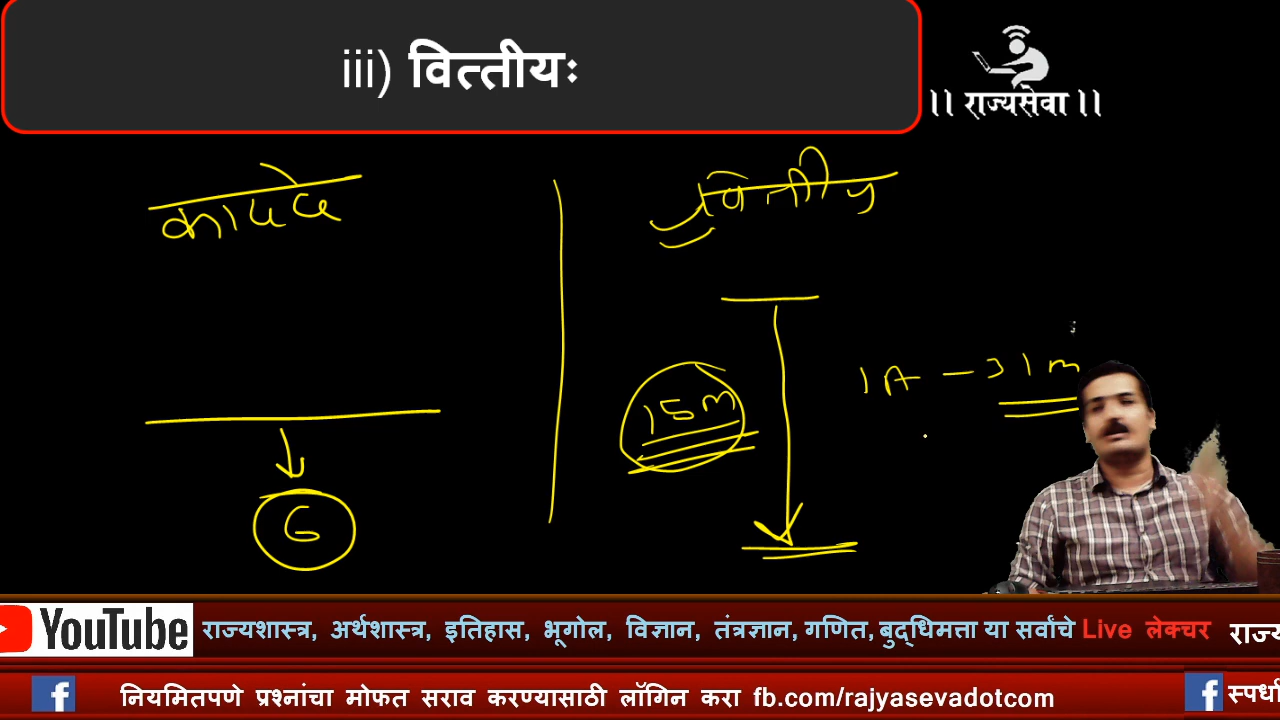 iii) वित्तीयः
।। राज्यसेवा ।।
कायदे
वित्तीय
15m
1A - 31 m
G
YouTube राज्यशास्त्र, अर्थशास्त्र, इतिहास, भूगोल, विज्ञान, तंत्रज्ञान, गणित, बुद्धिमत्ता या सर्वांचे Live लेक्चर
नियमितपणे प्रश्नांचा मोफत सराव करण्यासाठी लॉगिन करा fb.com/rajyasevadotcom